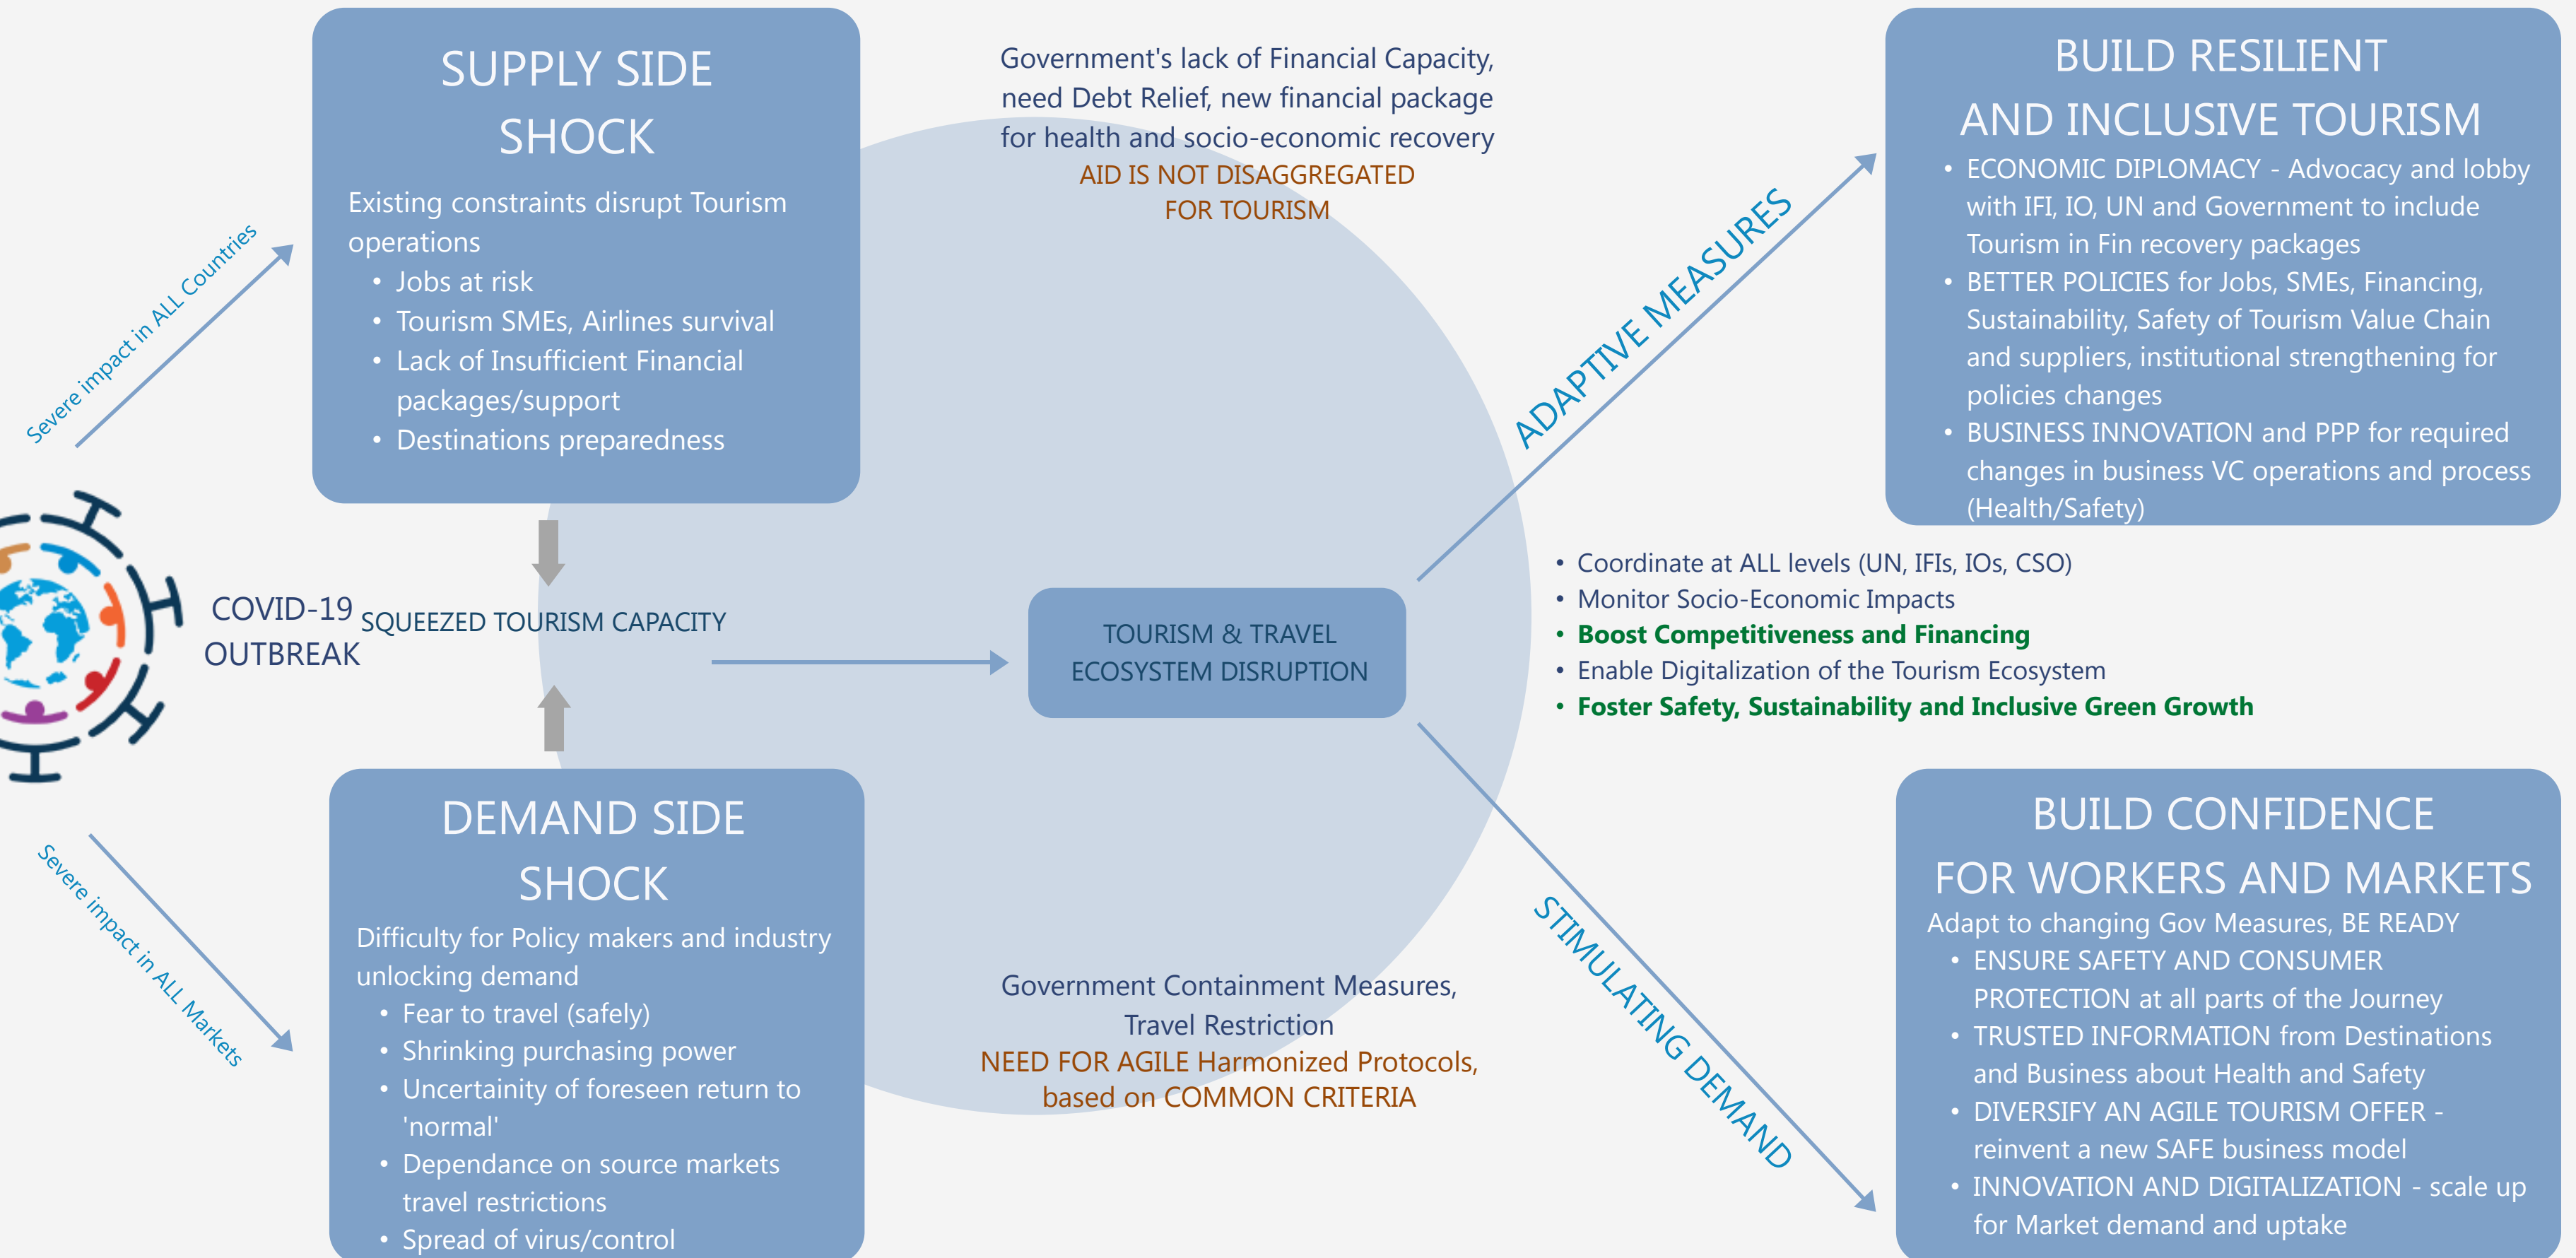 SUPPLY SIDE
SHOCK
Existing constraints disrupt Tourism
operations
• Jobs at risk
• Tourism SMEs, Airlines survival
• Lack of Insufficient Financial
packages/support
• Destinations preparedness
Government's lack of Financial Capacity,
need Debt Relief, new financial package
for health and socio-economic recovery
AID IS NOT DISAGGREGATED
FOR TOURISM
BUILD RESILIENT
AND INCLUSIVE TOURISM
• ECONOMIC DIPLOMACY - Advocacy and lobby
with IFI, IO, UN and Government to include
Tourism in Fin recovery packages
• BETTER POLICIES for Jobs, SMEs, Financing,
Sustainability, Safety of Tourism Value Chain
and suppliers, institutional strengthening for
policies changes
• BUSINESS INNOVATION and PPP for required
changes in business VC operations and process
(Health/Safety)
Severe impact in ALL Countries
ADAPTIVE MEASURES
COVID-19
OUTBREAK
SQUEEZED TOURISM CAPACITY
TOURISM & TRAVEL
ECOSYSTEM DISRUPTION
• Coordinate at ALL levels (UN, IFIs, IOs, CSO)
• Monitor Socio-Economic Impacts
• Boost Competitiveness and Financing
• Enable Digitalization of the Tourism Ecosystem
• Foster Safety, Sustainability and Inclusive Green Growth
Severe impact in ALL Markets
DEMAND SIDE
SHOCK
Difficulty for Policy makers and industry
unlocking demand
• Fear to travel (safely)
• Shrinking purchasing power
• Uncertainity of foreseen return to
'normal'
• Dependance on source markets
travel restrictions
• Spread of virus/control
Government Containment Measures,
Travel Restriction
NEED FOR AGILE Harmonized Protocols,
based on COMMON CRITERIA
STIMULATING DEMAND
BUILD CONFIDENCE
FOR WORKERS AND MARKETS
Adapt to changing Gov Measures, BE READY
• ENSURE SAFETY AND CONSUMER
PROTECTION at all parts of the Journey
• TRUSTED INFORMATION from Destinations
and Business about Health and Safety
• DIVERSIFY AN AGILE TOURISM OFFER -
reinvent a new SAFE business model
• INNOVATION AND DIGITALIZATION - scale up
for Market demand and uptake